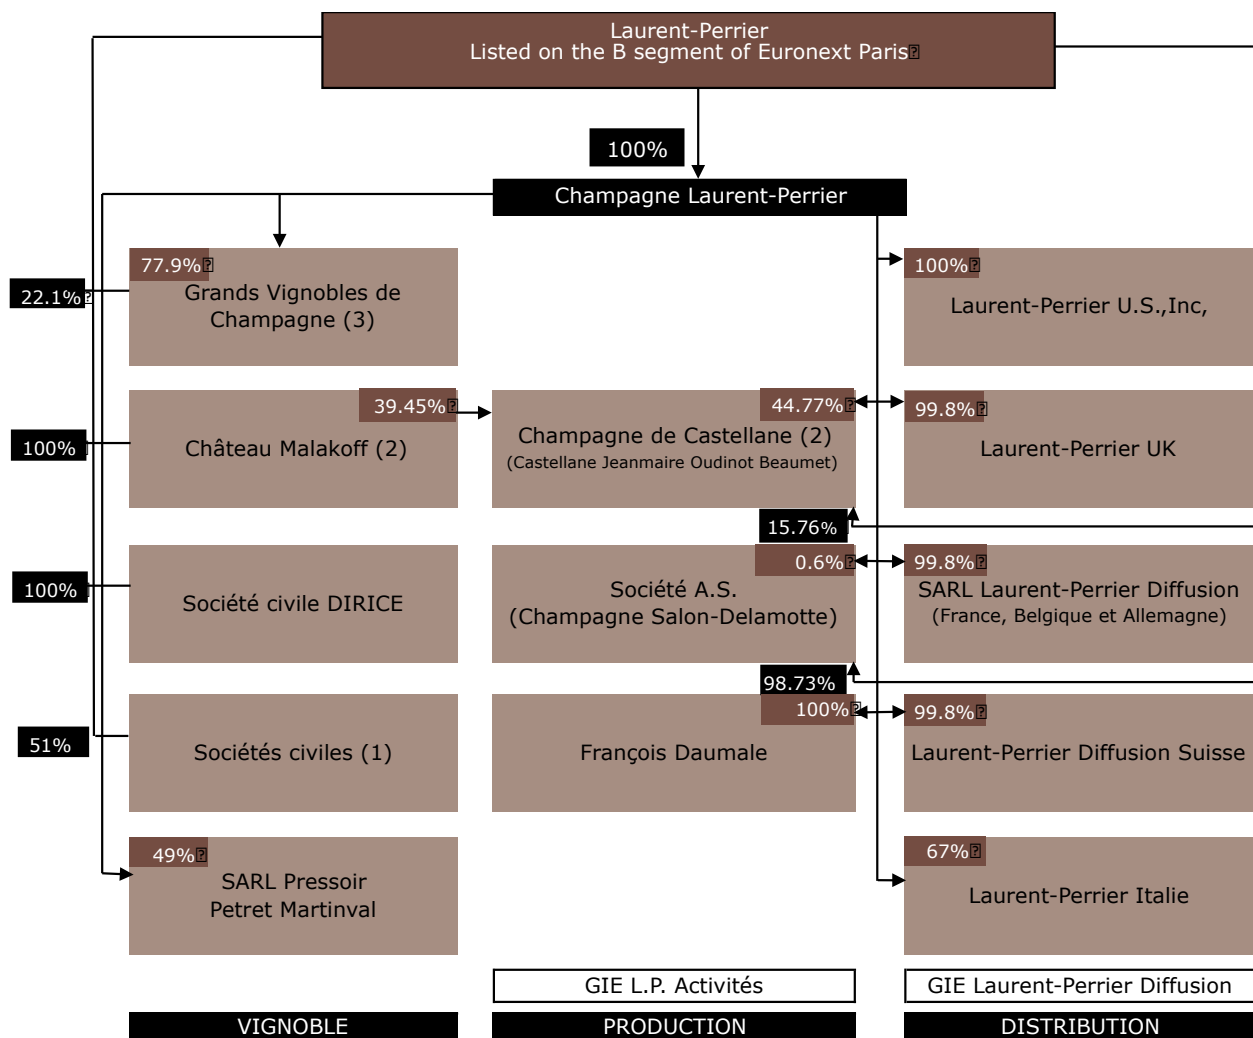 Laurent-Perrier
Listed on the B segment of Euronext Paris
100%
Champagne Laurent-Perrier
77.9%
22.1%
Grands Vignobles de
Champagne (3)
100%
Laurent-Perrier U.S.,Inc,
39.45%
100%
Château Malakoff (2)
44.77%
Champagne de Castellane (2)
(Castellane Jeanmaire Oudinot Beaumet)
15.76%
99.8%
Laurent-Perrier UK
100%
Société civile DIRICE
0.6%
Société A.S.
(Champagne Salon-Delamotte)
98.73%
99.8%
SARL Laurent-Perrier Diffusion
(France, Belgique et Allemagne)
51%
Sociétés civiles (1)
100%
François Daumale
99.8%
Laurent-Perrier Diffusion Suisse
49%
SARL Pressoir
Petret Martinval
67%
Laurent-Perrier Italie
GIE L.P. Activités
GIE Laurent-Perrier Diffusion
VIGNOBLE
PRODUCTION
DISTRIBUTION